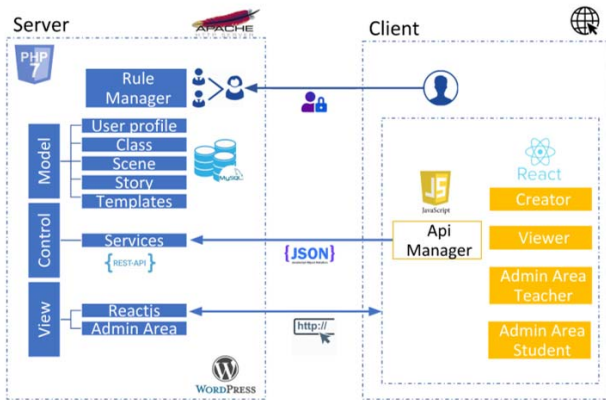 Server
APACHE
Client
PHP
7
Rule
Manager
User profile
Class
Scene
Story
Templates
Model
MySQL
Control
Services
{REST-API}
{JSON}
View
Reactjs
Admin Area
http://
WORDPRESS
React
JS
JavaScript
Api
Manager
Creator
Viewer
Admin Area
Teacher
Admin Area
Student